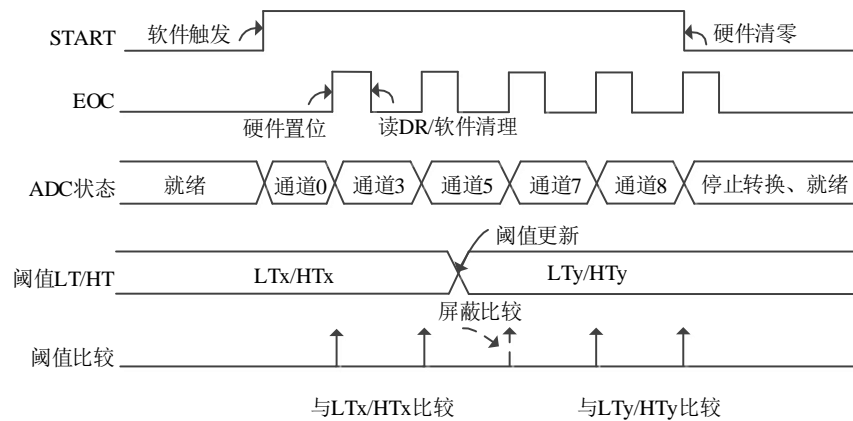 START
软件触发
硬件清零
EOC
硬件置位
读DR/软件清理
ADC状态
就绪
通道0
通道3
通道5
通道7
通道8
停止转换、就绪
阈值更新
阈值LT/HT
LTx/HTx
LTy/HTy
屏蔽比较
阈值比较
与LTx/HTx比较
与LTy/HTy比较